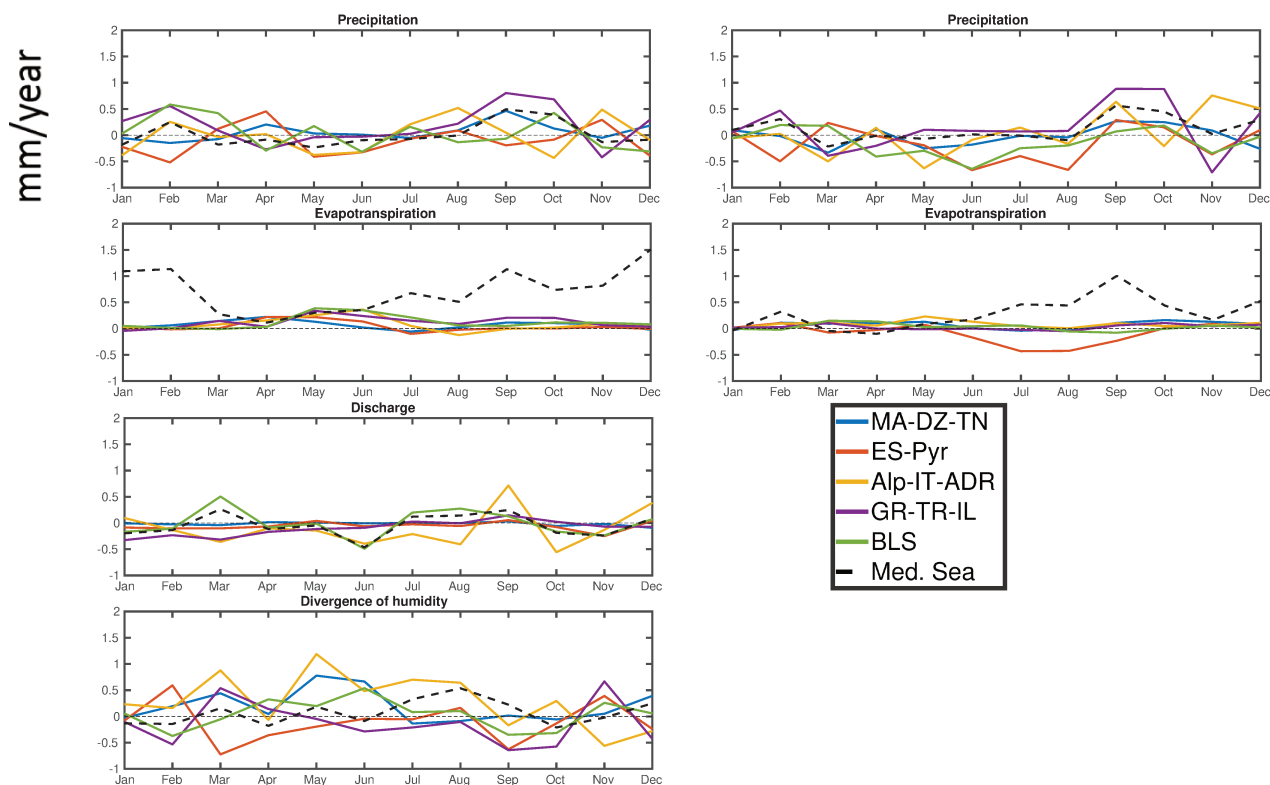 mm/year
Precipitation
2
1.5
1
0.5
0
-0.5
-1
Jan Feb Mar Apr May Jun Jul Aug Sep Oct Nov Dec
Precipitation
2
1.5
1
0.5
0
-0.5
-1
Jan Feb Mar Apr May Jun Jul Aug Sep Oct Nov Dec
Evapotranspiration
2
1.5
1
0.5
0
-0.5
-1
Jan Feb Mar Apr May Jun Jul Aug Sep Oct Nov Dec
Evapotranspiration
2
1.5
1
0.5
0
-0.5
-1
Jan Feb Mar Apr May Jun Jul Aug Sep Oct Nov Dec
Discharge
2
1.5
1
0.5
0
-0.5
-1
Jan Feb Mar Apr May Jun Jul Aug Sep Oct Nov Dec
MA-DZ-TN
ES-Pyr
Alp-IT-ADR
GR-TR-IL
BLS
Med. Sea
Divergence of humidity
2
1.5
1
0.5
0
-0.5
-1
Jan Feb Mar Apr May Jun Jul Aug Sep Oct Nov Dec